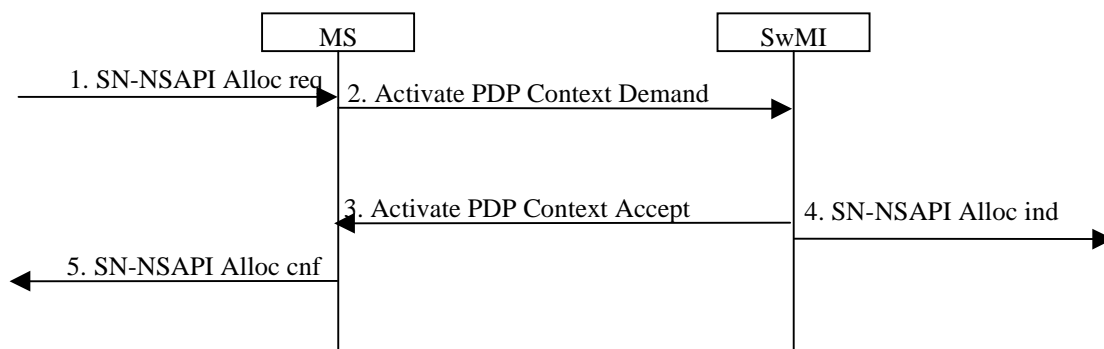 MS
SwMI
1. SN-NSAPI Alloc req
2. Activate PDP Context Demand
3. Activate PDP Context Accept
4. SN-NSAPI Alloc ind
5. SN-NSAPI Alloc cnf